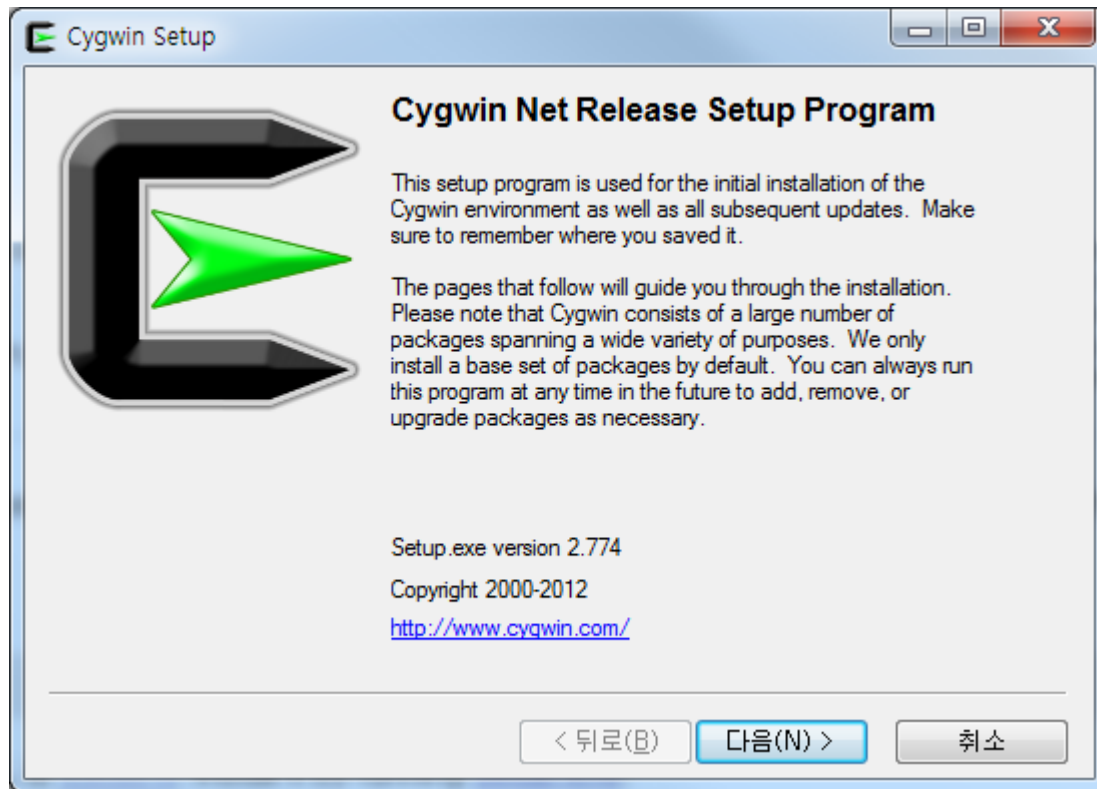 Cygwin Setup
Cygwin Net Release Setup Program
This setup program is used for the initial installation of the
Cygwin environment as well as all subsequent updates.  Make
sure to remember where you saved it.
The pages that follow will guide you through the installation.
Please note that Cygwin consists of a large number of
packages spanning a wide variety of purposes.  We only
install a base set of packages by default.  You can always run
this program at any time in the future to add, remove, or
upgrade packages as necessary.
Setup.exe version 2.774
Copyright 2000-2012
http://www.cygwin.com/
< 뒤로(B) 다음(N) > 취소